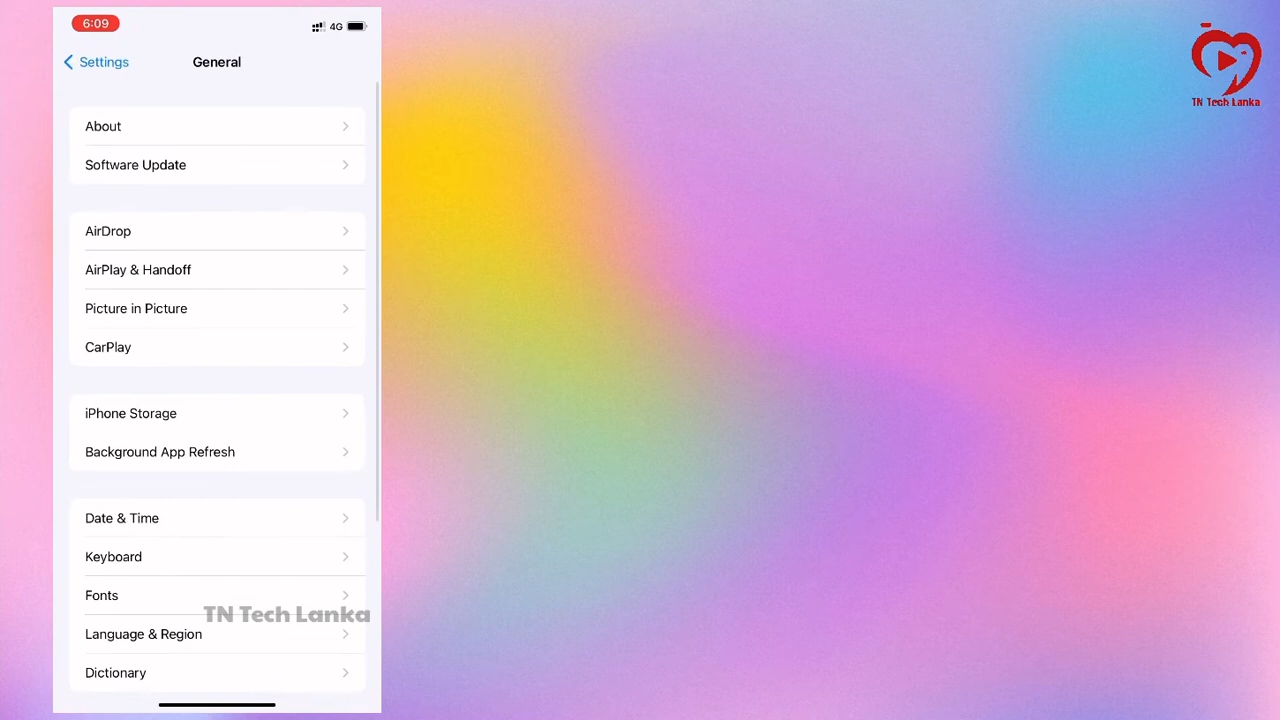 6:09
4G
Settings
General
About
Software Update
AirDrop
AirPlay & Handoff
Picture in Picture
CarPlay
iPhone Storage
Background App Refresh
Date & Time
Keyboard
Fonts
TN Tech Lanka
Language & Region
Dictionary
TN Tech Lanka